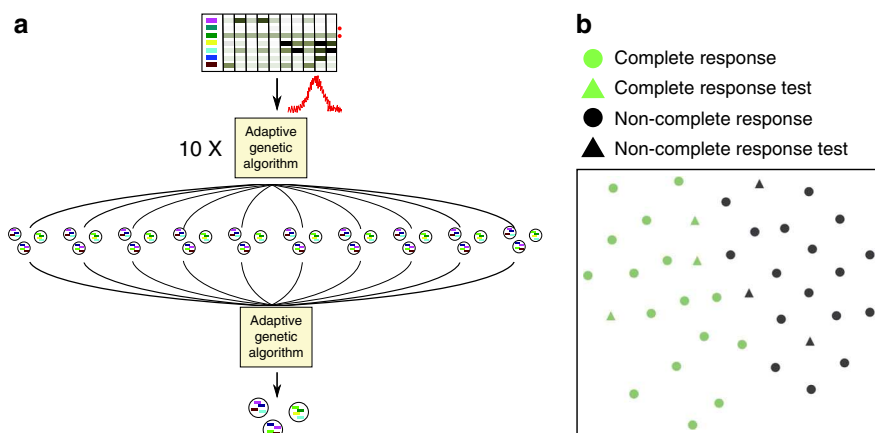 a
10 X
Adaptive
genetic
algorithm
Adaptive
genetic
algorithm
b
Complete response
Complete response test
Non-complete response
Non-complete response test